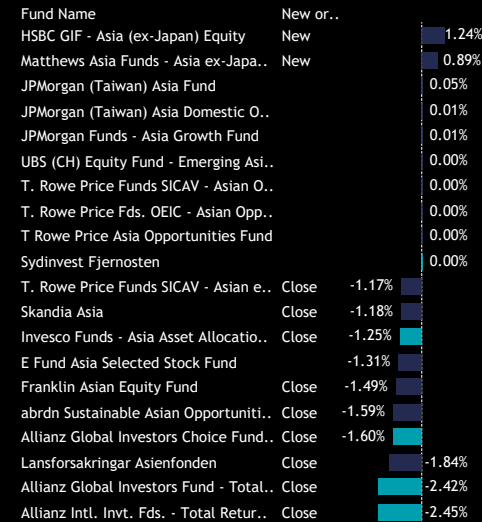 Fund Name New or..
HSBC GIF - Asia (ex-Japan) Equity New 1.24%
Matthews Asia Funds - Asia ex-Japa.. New 0.89%
JPMorgan (Taiwan) Asia Fund 0.05%
JPMorgan (Taiwan) Asia Domestic O.. 0.01%
JPMorgan Funds - Asia Growth Fund 0.01%
UBS (CH) Equity Fund - Emerging Asi.. 0.00%
T. Rowe Price Funds SICAV - Asian O.. 0.00%
T. Rowe Price Fds. OEIC - Asian Opp.. 0.00%
T Rowe Price Asia Opportunities Fund 0.00%
Sydinvest Fjernosten 0.00%
T. Rowe Price Funds SICAV - Asian e.. Close -1.17%
Skandia Asia Close -1.18%
Invesco Funds - Asia Asset Allocatio.. Close -1.25%
E Fund Asia Selected Stock Fund -1.31%
Franklin Asian Equity Fund Close -1.49%
abrdn Sustainable Asian Opportuniti.. Close -1.59%
Allianz Global Investors Choice Fund.. Close -1.60%
Lansforsakringar Asienfonden Close -1.84%
Allianz Global Investors Fund - Total.. Close -2.42%
Allianz Intl. Invt. Fds. - Total Retur.. Close -2.45%